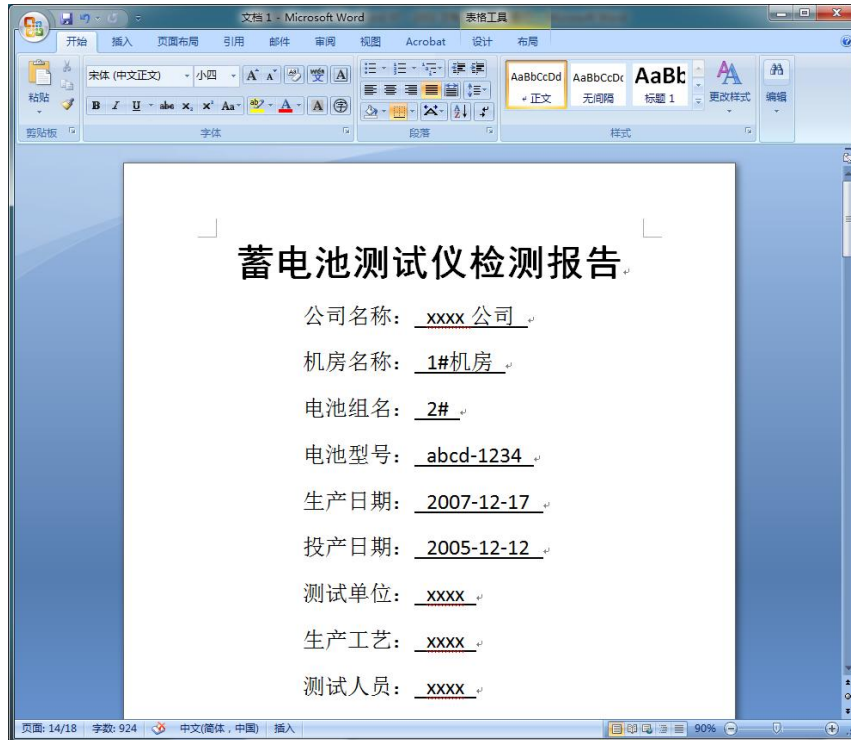 文档 1 - Microsoft Word
表格工具
开始 插入 页面布局 引用 邮件 审阅 视图 Acrobat 设计 布局
宋体 (中文正文) 小四
粘贴
B I U abe x₂ x² Aa
AaBbCcDd AaBbCcDc AaBb
正文 无间隔 标题 1 更改样式 编辑
剪贴板 字体 段落 样式
蓄电池测试仪检测报告
公司名称： xxxx 公司
机房名称： 1#机房
电池组名： 2#
电池型号： abcd-1234
生产日期： 2007-12-17
投产日期： 2005-12-12
测试单位： xxxx
生产工艺： xxxx
测试人员： xxxx
页面: 14/18 字数: 924 中文(简体，中国) 插入 90%